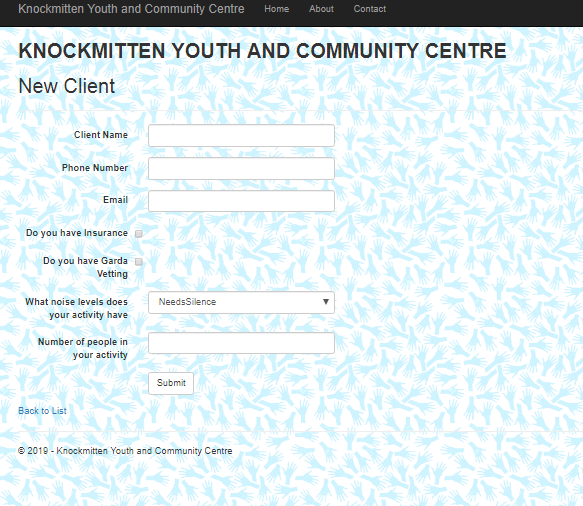 Knockmitten Youth and Community Centre Home About Contact
KNOCKMITTEN YOUTH AND COMMUNITY CENTRE
New Client
Client Name
Phone Number
Email
Do you have Insurance
Do you have Garda
Vetting
What noise levels does
your activity have
NeedsSilence
Number of people in
your activity
Submit
Back to List
© 2019 - Knockmitten Youth and Community Centre